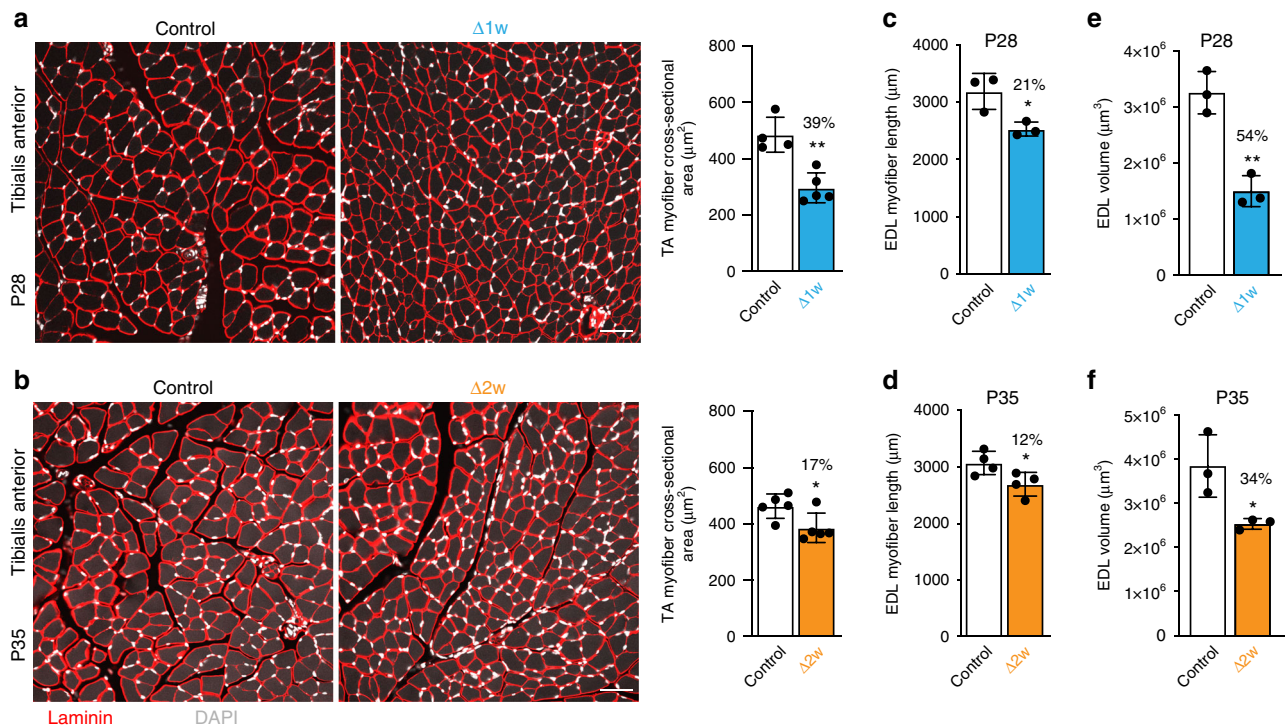 a
Control
Δ1w
Tibialis anterior
P28
TA myofiber cross-sectional
area (μm²)
800
600
400
200
0
39%
**
Control
Δ1w
c
P28
EDL myofiber length (μm)
4000
3000
2000
1000
0
21%
*
Control
Δ1w
e
P28
EDL volume (μm³)
4×10⁶
3×10⁶
2×10⁶
1×10⁶
0
54%
**
Control
Δ1w
b
Control
Δ2w
Tibialis anterior
P35
Laminin
DAPI
TA myofiber cross-sectional
area (μm²)
800
600
400
200
0
17%
*
Control
Δ2w
d
P35
EDL myofiber length (μm)
4000
3000
2000
1000
0
12%
*
Control
Δ2w
f
P35
EDL volume (μm³)
5×10⁶
4×10⁶
3×10⁶
2×10⁶
1×10⁶
0
34%
*
Control
Δ2w